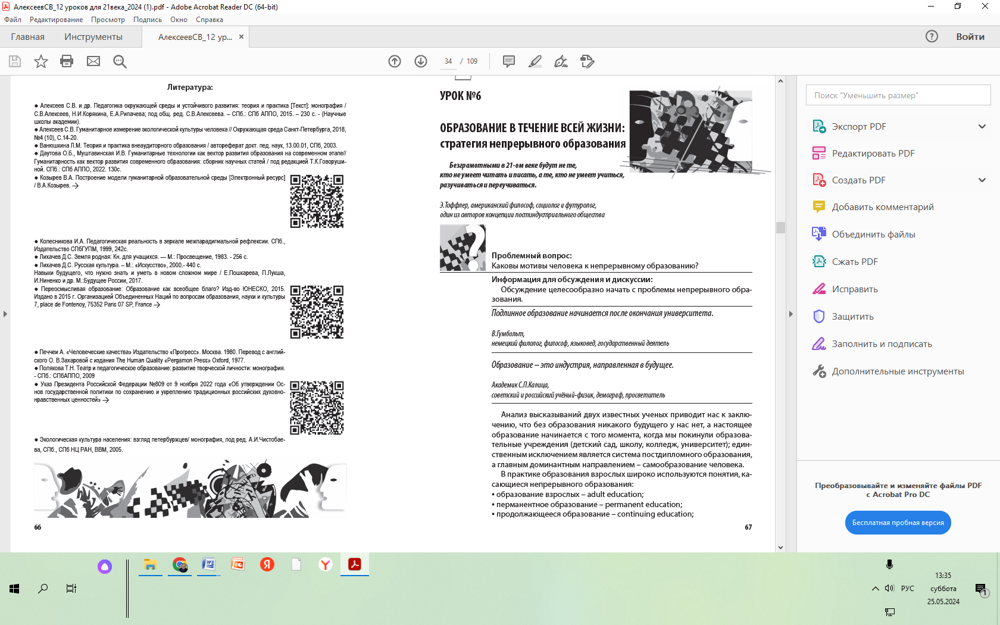 АлексеевСВ_12 уроков для 21века_2024 (1).pdf - Adobe Acrobat Reader DC (64-bit)
Файл Редактирование Просмотр Подпись Окно Справка
Главная Инструменты АлексеевСВ_12 ур... × ? Войти
34 / 109
Литература:
● Алексеев С.В. и др. Педагогика окружающей среды и устойчивого развития: теория и практика [Текст]: монография /
С.В.Алексеев, Н.И.Корякина, Е.А.Рипачева; под общ. ред. С.В.Алексеева. – СПб.: СПб АППО, 2015. – 230 с. - (Научные
школы академии).
● Алексеев С.В. Гуманитарное измерение экологической культуры человека // Окружающая среда Санкт-Петербурга, 2018,
№4 (10), С.14-20.
● Ванюшкина Л.М. Теория и практика внеаудиторного образования / автореферат докт. пед. наук, 13.00.01, СПб, 2003.
● Даутова О.Б., Муштавинская И.В. Гуманитарные технологии как вектор развития образования на современном этапе//
Гуманитарность как вектор развития современного образования: сборник научных статей / под редакцией Т.К.Говоруши-
ной. СПб.: СПб АППО, 2022. 130с.
● Козырев В.А. Построение модели гуманитарной образовательной среды [Электронный ресурс]
/ В.А.Козырев. →
● Колесникова И.А. Педагогическая реальность в зеркале межпарадигмальной рефлексии. СПб.,
Издательство СПбГУПМ, 1999, 242с.
● Лихачев Д.С. Земля родная: Кн. для учащихся. — М.: Просвещение, 1983. - 256 с.
● Лихачев Д.С. Русская культура. – М.: «Искусство», 2000.- 440 с.
Навыки будущего, что нужно знать и уметь в новом сложном мире / Е.Лошкарева, П.Лукша,
И.Ниненко и др. М.:Будущее России, 2017.
● Переосмысливая образование: Образование как всеобщее благо? Изд-во ЮНЕСКО, 2015.
Издано в 2015 г. Организацией Объединенных Наций по вопросам образования, науки и культуры
7, place de Fontenoy, 75352 Paris 07 SP, France →
● Печчеи А. «Человеческие качества» Издательство «Прогресс». Москва. 1980. Перевод с англий-
ского О. В.Захаровой с издания The Human Quality «Pergamon Press» Oxford, 1977.
● Полякова Т.Н. Театр и педагогическое образование: развитие творческой личности: монография.
- СПб.: СПбАППО, 2009
● Указ Президента Российской Федерации №809 от 9 ноября 2022 года «Об утверждении Ос-
нов государственной политики по сохранению и укреплению традиционных российских духовно-
нравственных ценностей» →
● Экологическая культура населения: взгляд петербуржцев/ монография, под ред. А.И.Чистобае-
ва, СПб., СПб НЦ РАН, ВВМ, 2005.
66
УРОК №6
ОБРАЗОВАНИЕ В ТЕЧЕНИЕ ВСЕЙ ЖИЗНИ:
стратегия непрерывного образования
Безграмотными в 21-ом веке будут не те,
кто не умеет читать и писать, а те, кто не умеет учиться,
разучиваться и переучиваться.
Э.Тоффлер, американский философ, социолог и футуролог,
один из авторов концепции постиндустриального общества
?
Проблемный вопрос:
Каковы мотивы человека к непрерывному образованию?
Информация для обсуждения и дискуссии:
Обсуждение целесообразно начать с проблемы непрерывного обра-
зования.
Подлинное образование начинается после окончания университета.
В.Гумбольт,
немецкий филолог, философ, языковед, государственный деятель
Образование – это индустрия, направленная в будущее.
Академик С.П.Капица,
советский и российский учёный-физик, демограф, просветитель
Анализ высказываний двух известных ученых приводит нас к заклю-
чению, что без образования никакого будущего у нас нет, а настоящее
образование начинается с того момента, когда мы покинули образова-
тельные учреждения (детский сад, школу, колледж, университет); един-
ственным исключением является система постдипломного образования,
а главным доминантным направлением – самообразование человека.
В практике образования взрослых широко используются понятия, ка-
сающиеся непрерывного образования:
▪ образование взрослых – adult education;
▪ перманентное образование – permanent education;
▪ продолжающееся образование – continuing education;
67
Поиск "Уменьшить размер"
Экспорт PDF
Редактировать PDF
Создать PDF
Добавить комментарий
Объединить файлы
Сжать PDF
Исправить
Защитить
Заполнить и подписать
Дополнительные инструменты
Преобразовывайте и изменяйте файлы PDF
с Acrobat Pro DC
Бесплатная пробная версия
Я
13:35
РУС суббота
25.05.2024
1